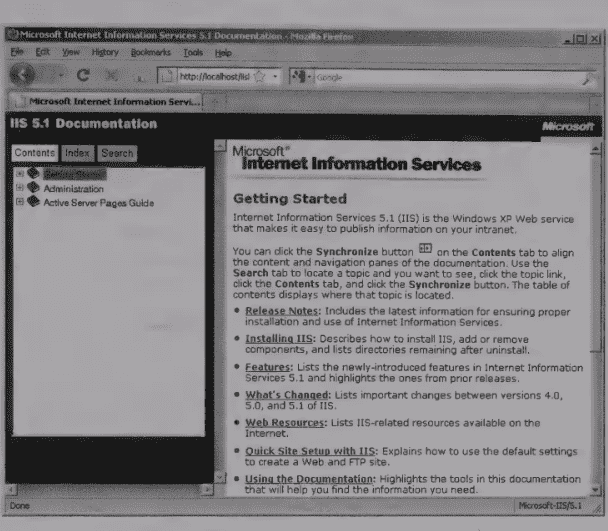 Microsoft Internet Information Services 5.1 Documentation - Mozilla Firefox
File Edit View History Bookmarks Tools Help
http://localhost/iisl
Google
Microsoft Internet Information Servi...
IIS 5.1 Documentation
Microsoft
Contents Index Search
Administration
Active Server Pages Guide
Microsoft®
Internet Information Services
Getting Started
Internet Information Services 5.1 (IIS) is the Windows XP Web service
that makes it easy to publish information on your intranet.
You can click the Synchronize button on the Contents tab to align
the content and navigation panes of the documentation. Use the
Search tab to locate a topic and you want to see, click the topic link,
click the Contents tab, and click the Synchronize button. The table of
contents displays where that topic is located.
• Release Notes: Includes the latest information for ensuring proper
installation and use of Internet Information Services.
• Installing IIS: Describes how to install IIS, add or remove
components, and lists directories remaining after uninstall.
• Features: Lists the newly-introduced features in Internet Information
Services 5.1 and highlights the ones from prior releases.
• What's Changed: Lists important changes between versions 4.0,
5.0, and 5.1 of IIS.
• Web Resources: Lists IIS-related resources available on the
Internet.
• Quick Site Setup with IIS: Explains how to use the default settings
to create a Web and FTP site.
• Using the Documentation: Highlights the tools in this documentation
that will help you find the information you need.
Done
Microsoft-IIS/5.1